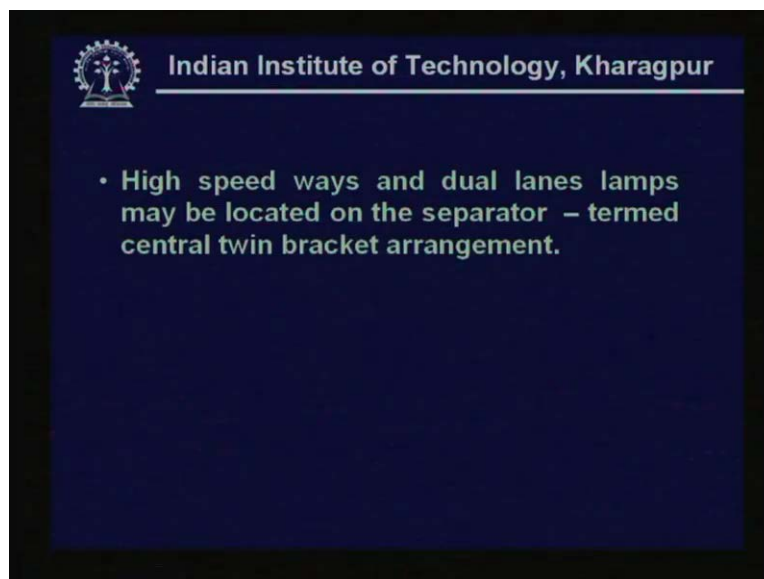 Indian Institute of Technology, Kharagpur
• High speed ways and dual lanes lamps
may be located on the separator – termed
central twin bracket arrangement.